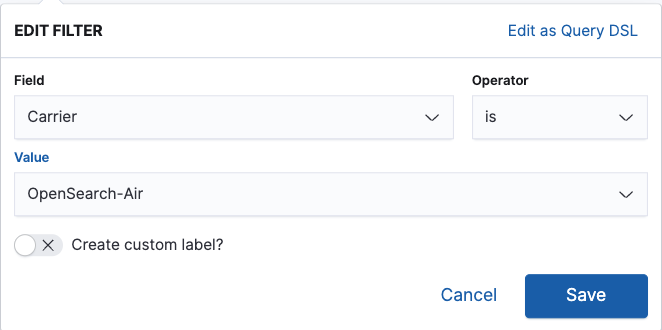 EDIT FILTER Edit as Query DSL
Field Operator
Carrier is
Value
OpenSearch-Air
Create custom label?
Cancel Save